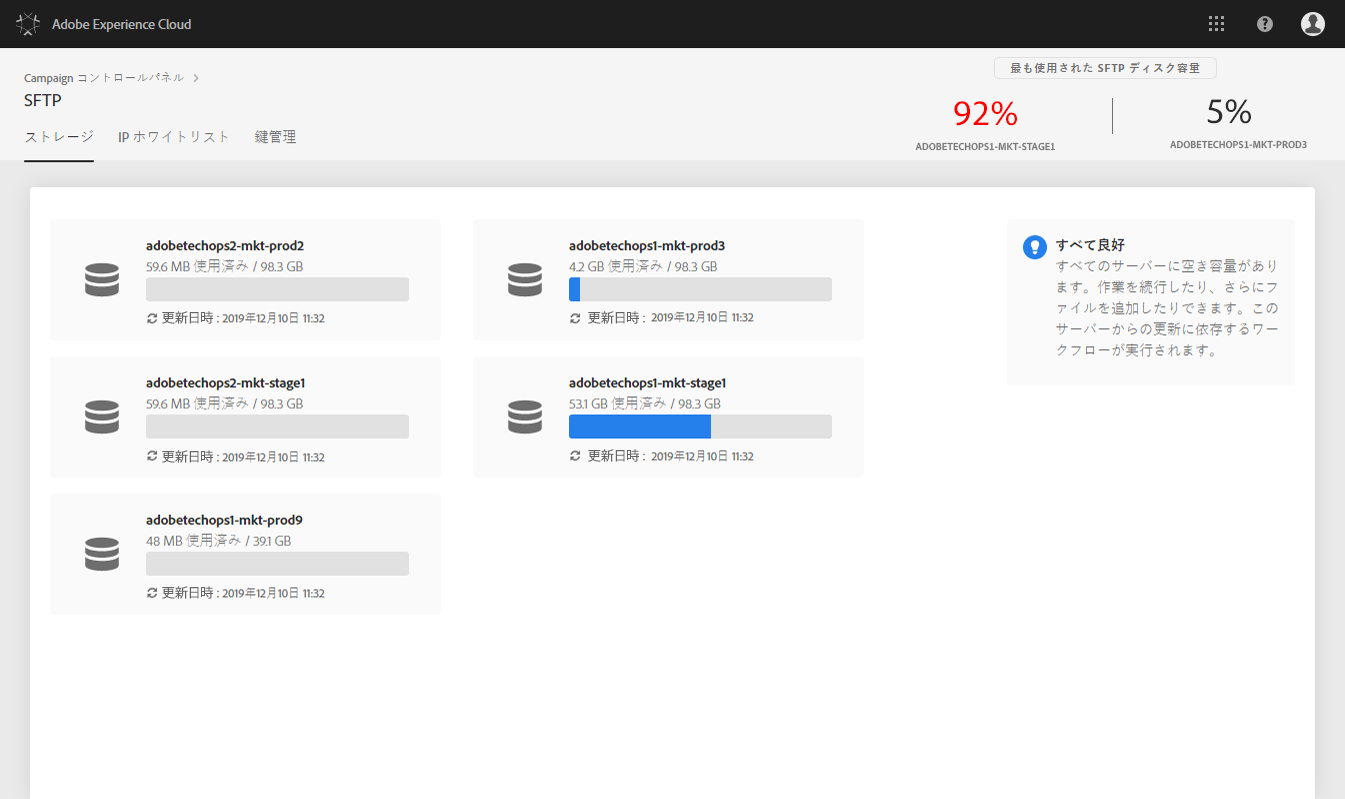 Adobe Experience Cloud
Campaign コントロールパネル
SFTP
ストレージ IP ホワイトリスト 鍵管理
最も使用された SFTP ディスク容量
92%
ADOBETECHOPS1-MKT-STAGE1
5%
ADOBETECHOPS1-MKT-PROD3
adobetechops2-mkt-prod2
59.6 MB 使用済み / 98.3 GB
更新日時 : 2019年12月10日 11:32
adobetechops1-mkt-prod3
4.2 GB 使用済み / 98.3 GB
更新日時 : 2019年12月10日 11:32
adobetechops2-mkt-stage1
59.6 MB 使用済み / 98.3 GB
更新日時 : 2019年12月10日 11:32
adobetechops1-mkt-stage1
53.1 GB 使用済み / 98.3 GB
更新日時 : 2019年12月10日 11:32
adobetechops1-mkt-prod9
48 MB 使用済み / 39.1 GB
更新日時 : 2019年12月10日 11:32
すべて良好
すべてのサーバーに空き容量があり
ます。作業を続行したり、さらにフ
ァイルを追加したりできます。この
サーバーからの更新に依存するワー
クフローが実行されます。